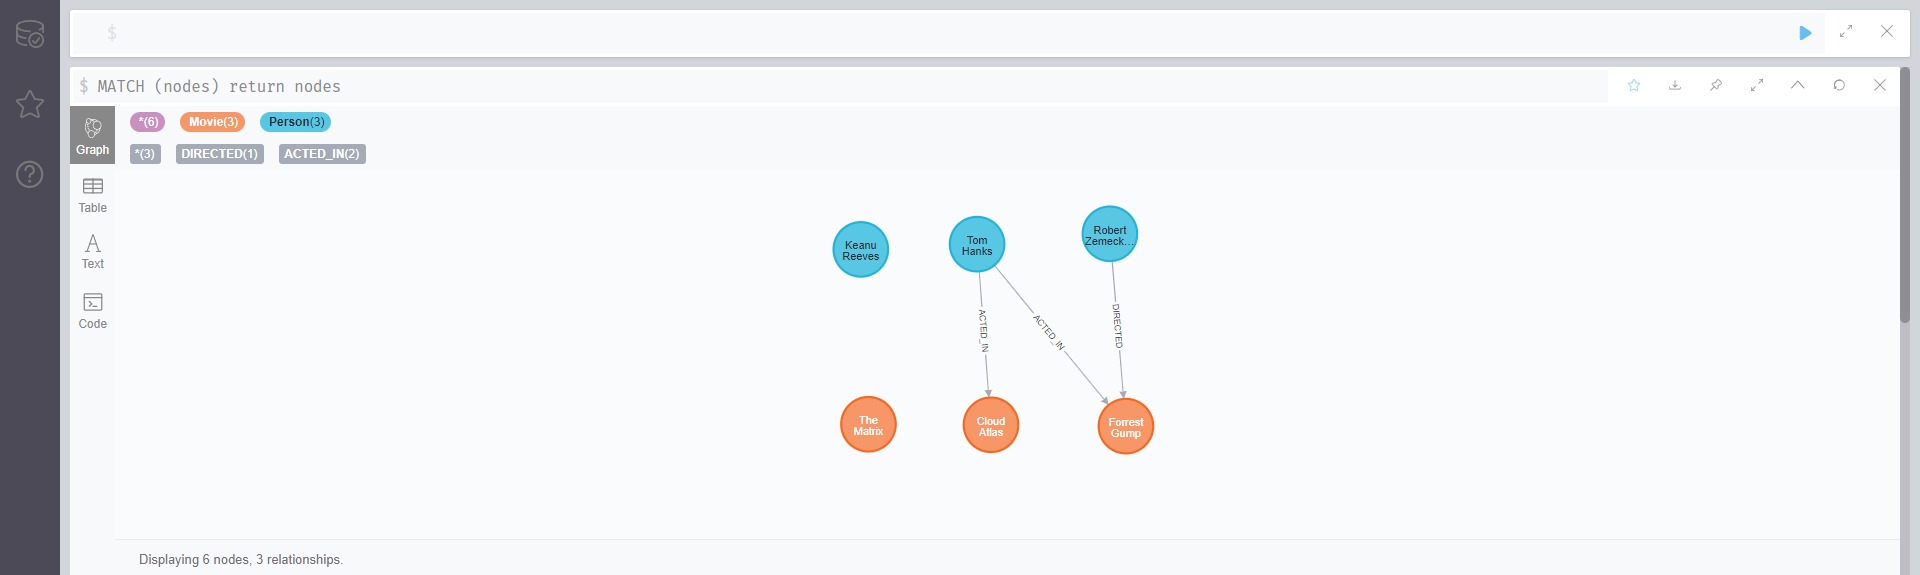 $
$ MATCH (nodes) return nodes
*(6) Movie(3) Person(3)
*(3) DIRECTED(1) ACTED_IN(2)
Graph
Table
Text
Code
Keanu
Reeves
Tom
Hanks
Robert
Zemeck...
ACTED_IN
ACTED_IN
DIRECTED
The
Matrix
Cloud
Atlas
Forrest
Gump
Displaying 6 nodes, 3 relationships.